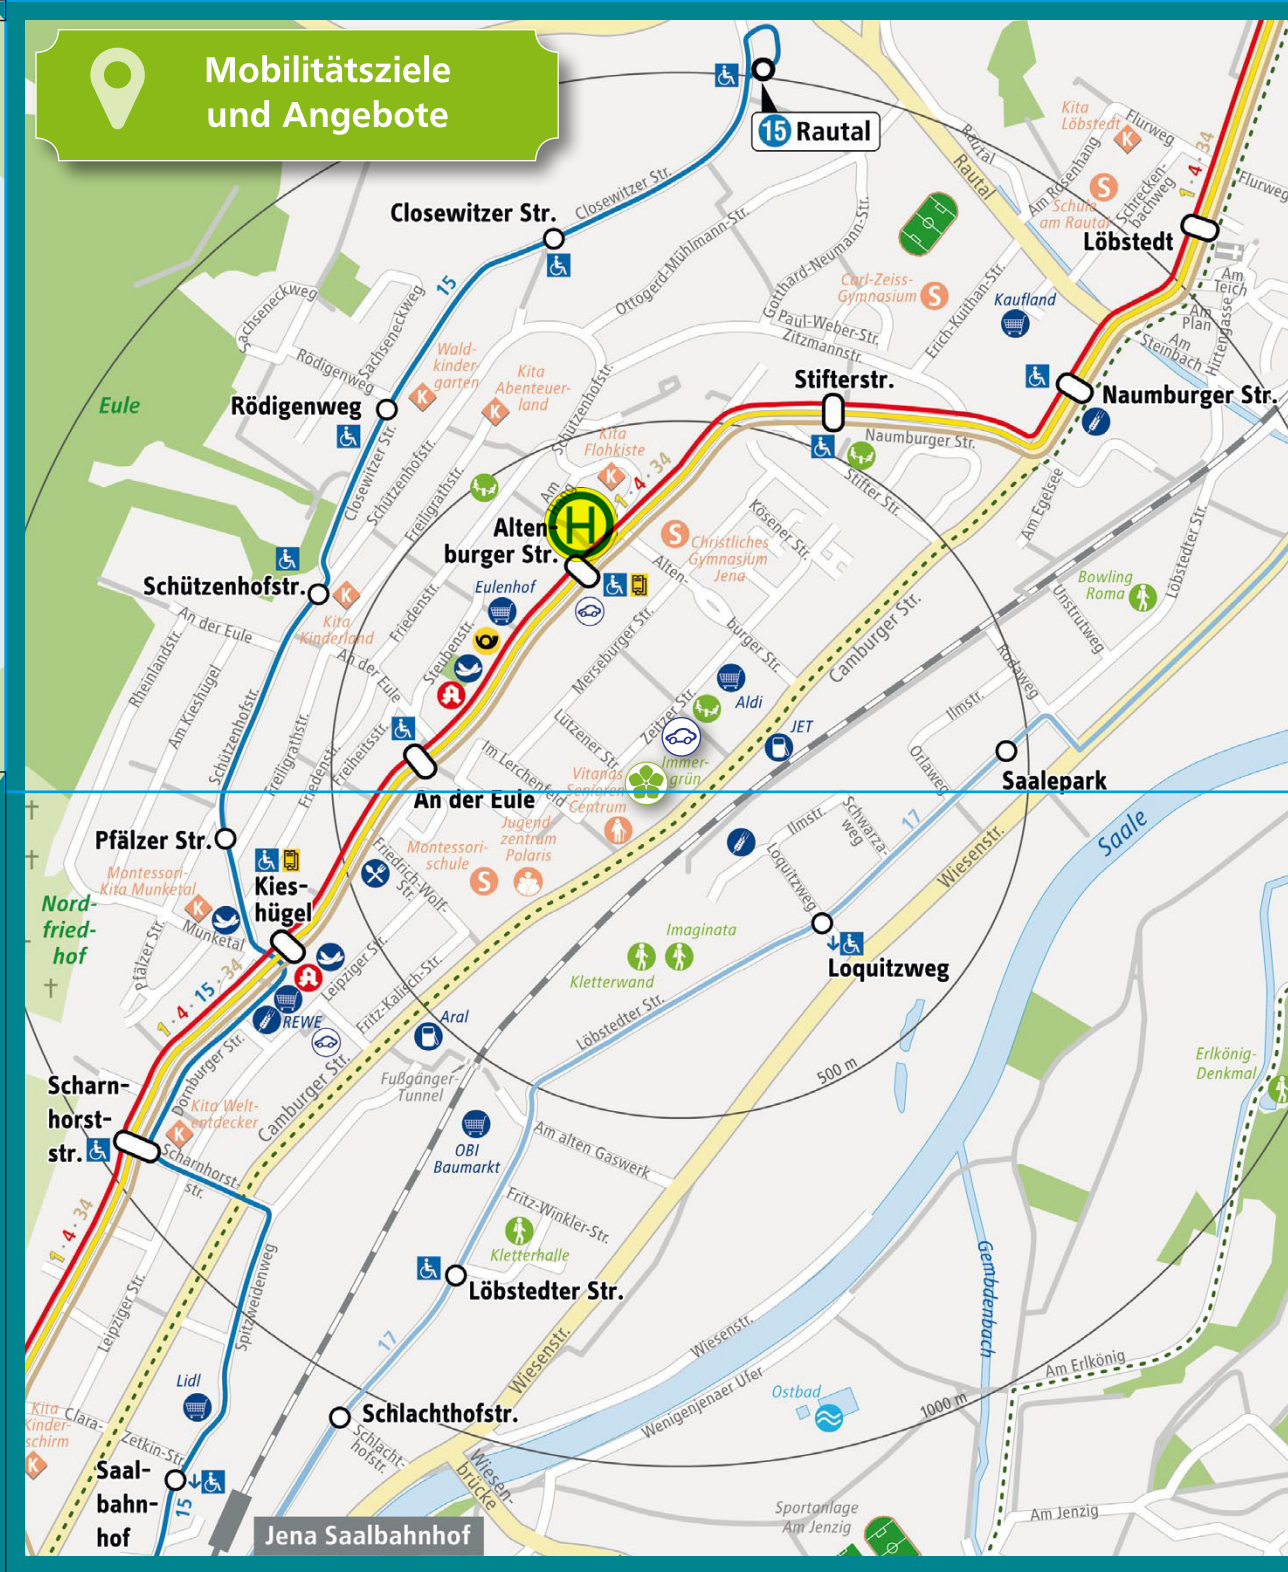 Mobilitätsziele
und Angebote
15 Rautal
Closewitzer Str.
Closewitzer Str.
15
Ottogerd-Mühlmann-Str.
Gotthard-Neumann-Str.
Rautal
Rautal
Kita
Löbstedt
K
Flurweg
Am Rosenhang
S
Schule
am Rautal
Schrecken-
bachweg
1 · 4 · 34
Flurweg
Löbstedt
Am
Teich
Am
Plan
Am
Steinbach
Hirtengasse
Carl-Zeiss-
Gymnasium S
Erich-Kuithan-Str.
Kaufland
Paul-Weber-Str.
Zitzmannstr.
Sachseneckweg
Sachseneckweg
Rödigenweg
Rödigenweg
Wald-
kinder-
garten
K
Kita
Abenteuer-
land
K
Schützenhofstr.
Kita
Flohkiste
K
Eule
Stifterstr.
Naumburger Str.
Naumburger Str.
Stifter Str.
Am Egelsee
Löbstedter Str.
Closewitzer Str.
Schützenhofstr.
Freiligrathstr.
Am
Hang
1 · 4 · 34
H
Alten-
burger Str.
S
Christliches
Gymnasium
Jena
Kösener Str.
Alten-
burger Str.
Schützenhofstr.
K
Kita
Kinderland
Eulenhof
Friedenstr.
Steubenstr.
An der Eule
An der Eule
Rheinlandstr.
Am Kieshügel
Schützenhofstr.
Freiligrathstr.
Friedenstr.
Freiheitsstr.
Merseburger Str.
Lützener Str.
Zeitzer Str.
Aldi
Camburger Str.
Bowling
Roma
Unstrutweg
Rodaweg
Ilmstr.
Orlaweg
JET
Immer-
grün
Saalepark
An der Eule
Im Lerchenfeld
Vitanas
Senioren
Centrum
Jugend
zentrum
Polaris
Montessori-
schule
S
Friedrich-Wolf-
Str.
Ilmstr.
Schwarza-
weg
Loquitzweg
17
Wiesenstr.
Saale
Pfälzer Str.
Kies-
hügel
Montessori-
Kita Munketal
K
Munketal
Nord-
fried-
hof
Pfälzer Str.
1 · 4 · 15 · 34
REWE
Leipziger Str.
Fritz-Kalisch-Str.
Imaginata
Kletterwand
Loquitzweg
Löbstedter Str.
Aral
Fußgänger-
Tunnel
500 m
Erlkönig-
Denkmal
Scharn-
horst-
str.
Dornburger Str.
Kita Welt-
entdecker
K
Camburger Str.
Scharnhorst-
str.
OBI
Baumarkt
Am alten Gaswerk
Fritz-Winkler-Str.
Kletterhalle
1 · 4 · 34
Leipziger Str.
Spitzweidenweg
Löbstedter Str.
17
Wiesenstr.
Wiesenstr.
Wenigenjenaer Ufer
Gembdenbach
Am Erlkönig
1000 m
Ostbad
Lidl
Kita
Kinder-
schirm
K
Clara-
Zetkin-Str.
Schlachthofstr.
Schlacht-
hofstr.
Wiesen-
brücke
Saal-
bahn-
hof
15
Jena Saalbahnhof
Sportanlage
Am Jenzig
Am Jenzig